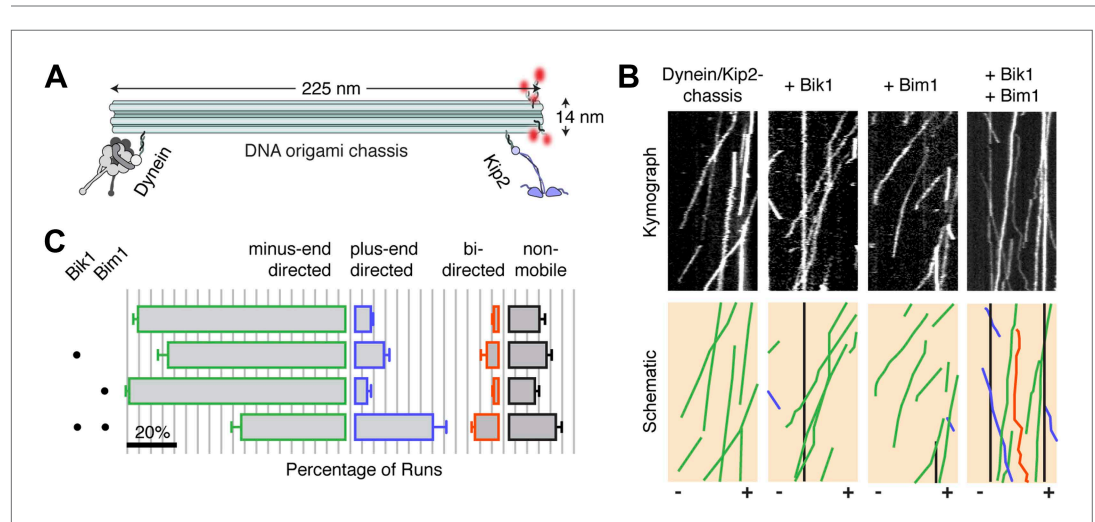 A
225 nm
14 nm
DNA origami chassis
Dynein
Kip2
B
Dynein/Kip2-
chassis
+ Bik1
+ Bim1
+ Bik1
+ Bim1
Kymograph
Schematic
- +
- +
- +
- +
C
Bik1
Bim1
minus-end
directed
plus-end
directed
bi-
directed
non-
mobile
20%
Percentage of Runs